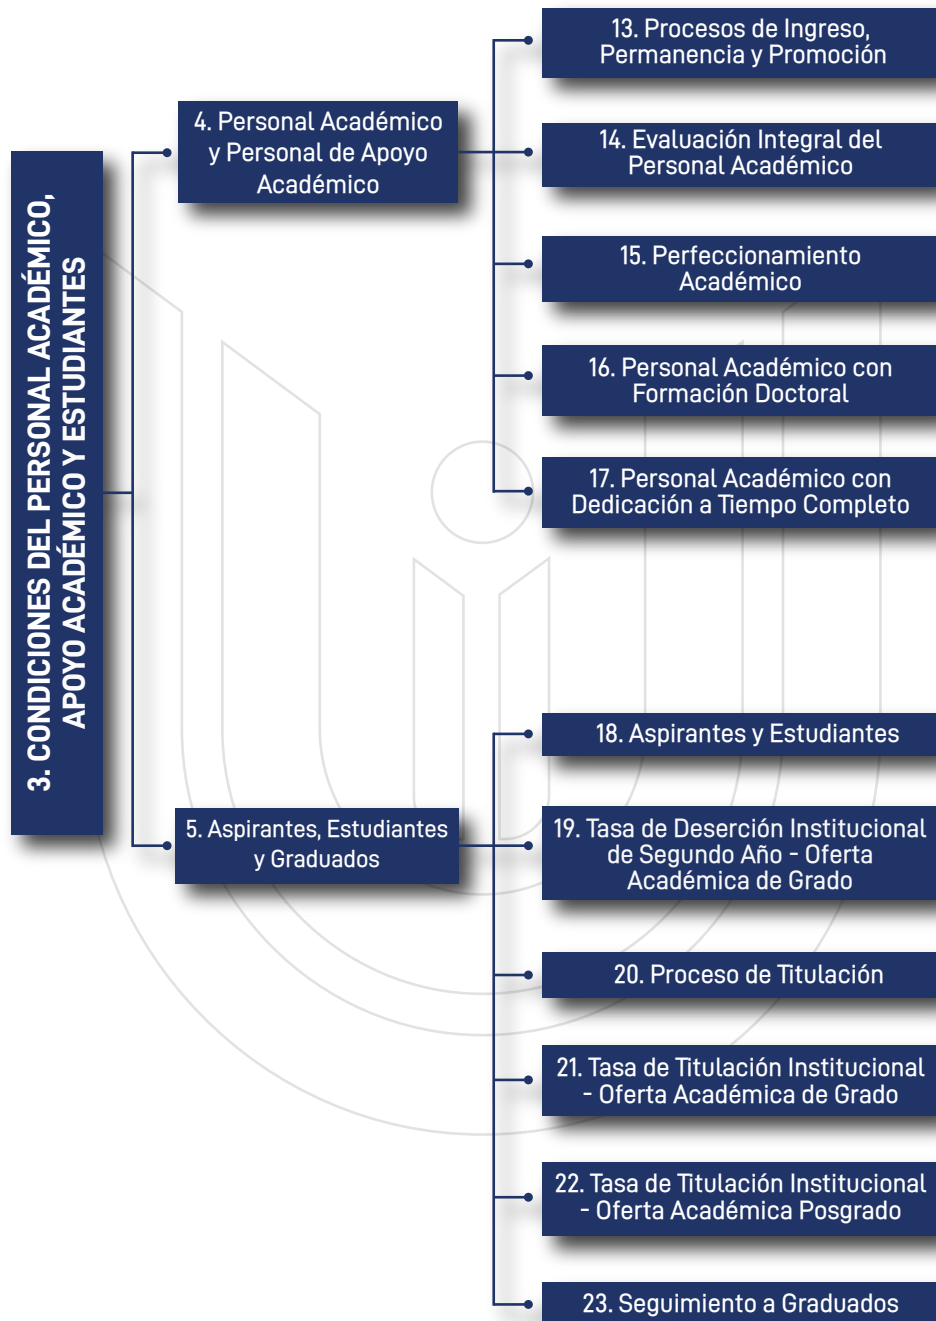 3. CONDICIONES DEL PERSONAL ACADÉMICO,
APOYO ACADÉMICO Y ESTUDIANTES
4. Personal Académico
y Personal de Apoyo
Académico
13. Procesos de Ingreso,
Permanencia y Promoción
14. Evaluación Integral del
Personal Académico
15. Perfeccionamiento
Académico
16. Personal Académico con
Formación Doctoral
17. Personal Académico con
Dedicación a Tiempo Completo
5. Aspirantes, Estudiantes
y Graduados
18. Aspirantes y Estudiantes
19. Tasa de Deserción Institucional
de Segundo Año - Oferta
Académica de Grado
20. Proceso de Titulación
21. Tasa de Titulación Institucional
- Oferta Académica de Grado
22. Tasa de Titulación Institucional
- Oferta Académica Posgrado
23. Seguimiento a Graduados